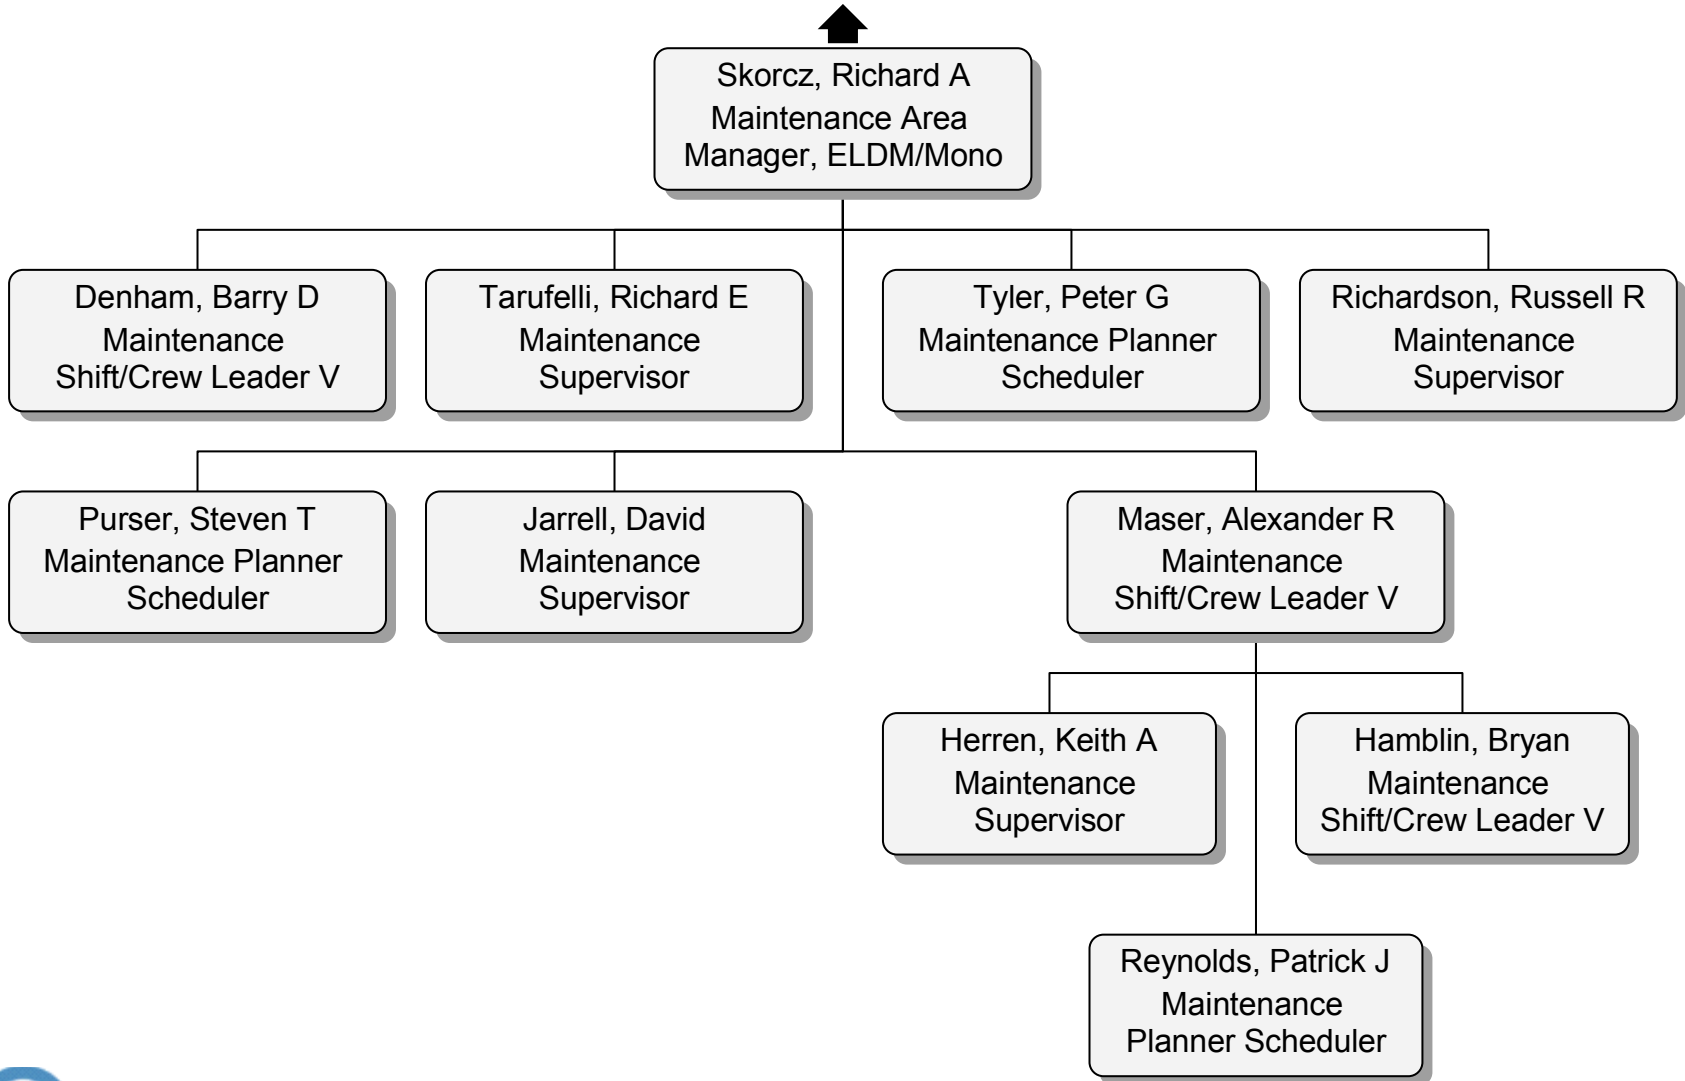 Skorcz, Richard A
Maintenance Area
Manager, ELDM/Mono
Denham, Barry D
Maintenance
Shift/Crew Leader V
Tarufelli, Richard E
Maintenance
Supervisor
Tyler, Peter G
Maintenance Planner
Scheduler
Richardson, Russell R
Maintenance
Supervisor
Purser, Steven T
Maintenance Planner
Scheduler
Jarrell, David
Maintenance
Supervisor
Maser, Alexander R
Maintenance
Shift/Crew Leader V
Herren, Keith A
Maintenance
Supervisor
Hamblin, Bryan
Maintenance
Shift/Crew Leader V
Reynolds, Patrick J
Maintenance
Planner Scheduler